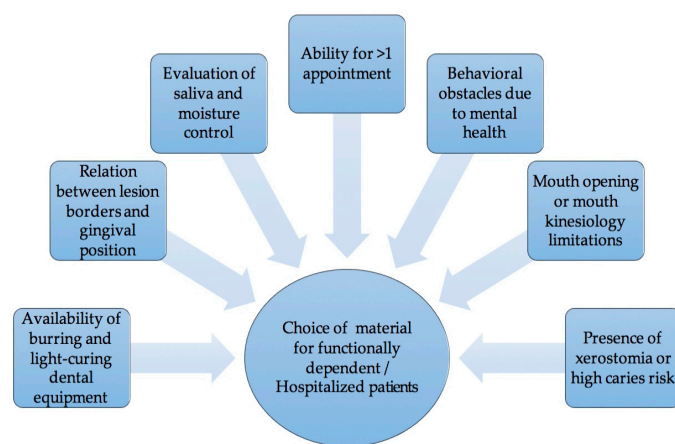 Ability for >1
appointment
Evaluation of
saliva and
moisture control
Behavioral
obstacles due to
mental health
Relation
between lesion
borders and
gingival
position
Mouth opening
or mouth
kinesiology
limitations
Availability of
burring and
light-curing
dental
equipment
Choice of material
for functionally
dependent /
Hospitalized patients
Presence of
xerostomia or
high caries risk